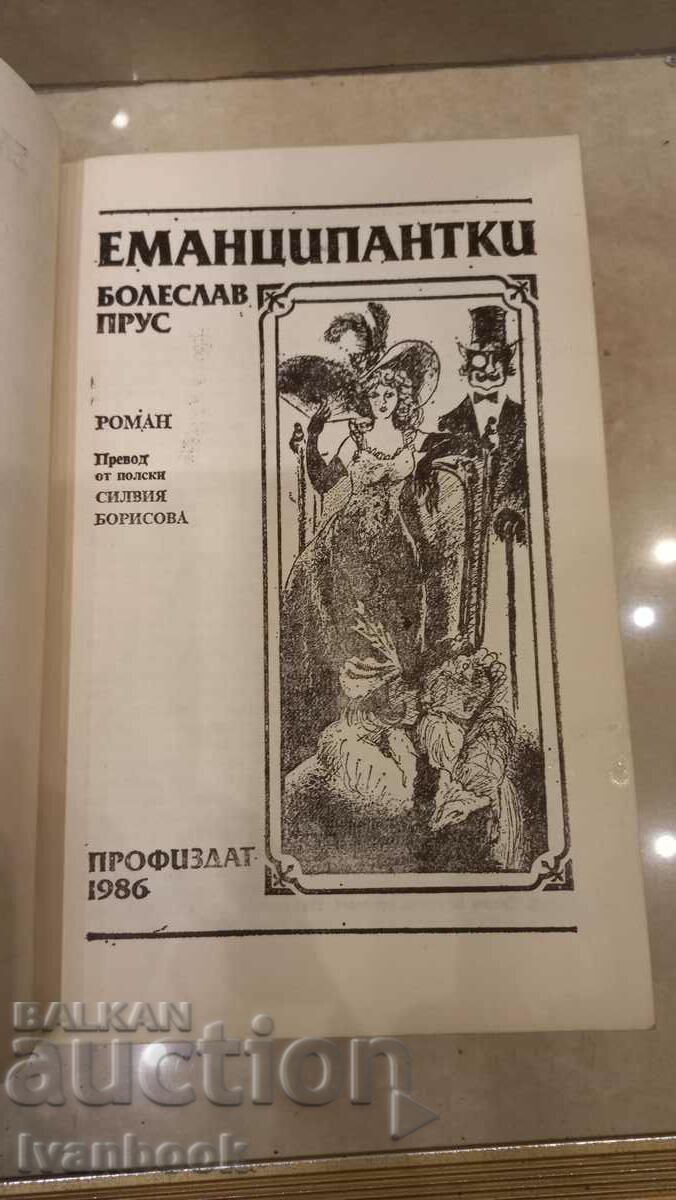 ЕМАНЦИПАНТКИ
БОЛЕСЛАВ
ПРУС
РОМАН
Превод
от полски
СИЛВИЯ
БОРИСОВА
ПРОФИЗДАТ
1986
BALKAN
auction
Ivanbook